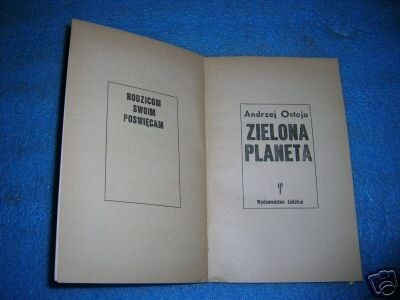 RODZICOM
SWOIM
POŚWIĘCAM
Andrzej Ostoja
ZIELONA
PLANETA
Wydawnictwo Łódzkie